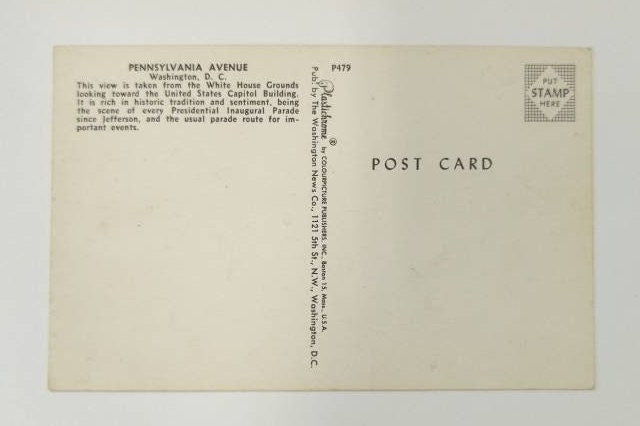 PENNSYLVANIA AVENUE
Washington, D. C.
This view is taken from the White House Grounds
looking toward the United States Capitol Building.
It is rich in historic tradition and sentiment, being
the scene of every Presidential Inaugural Parade
since Jefferson, and the usual parade route for im-
portant events.
P479
Plastichrome ® by COLOURPICTURE PUBLISHERS, INC., Boston 15, Mass. U.S.A.
Pub. by The Washington News Co., 1121 5th St., N.W., Washington, D.C.
PUT
STAMP
HERE
POST CARD